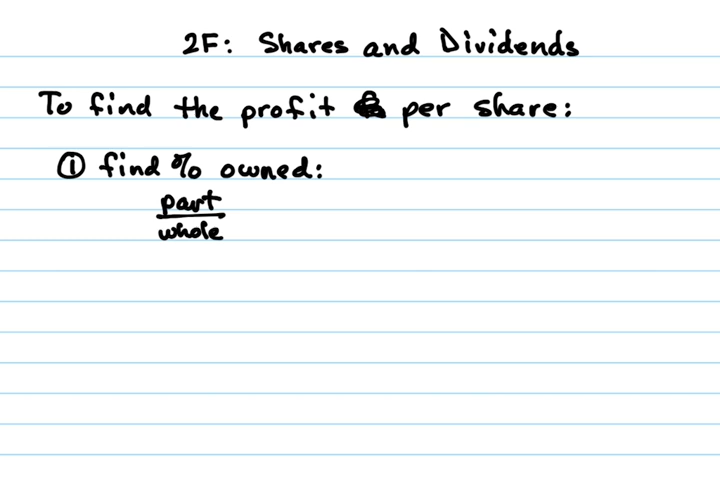 2F: Shares and Dividends
To find the profit per share:
① find % owned:
part
whole